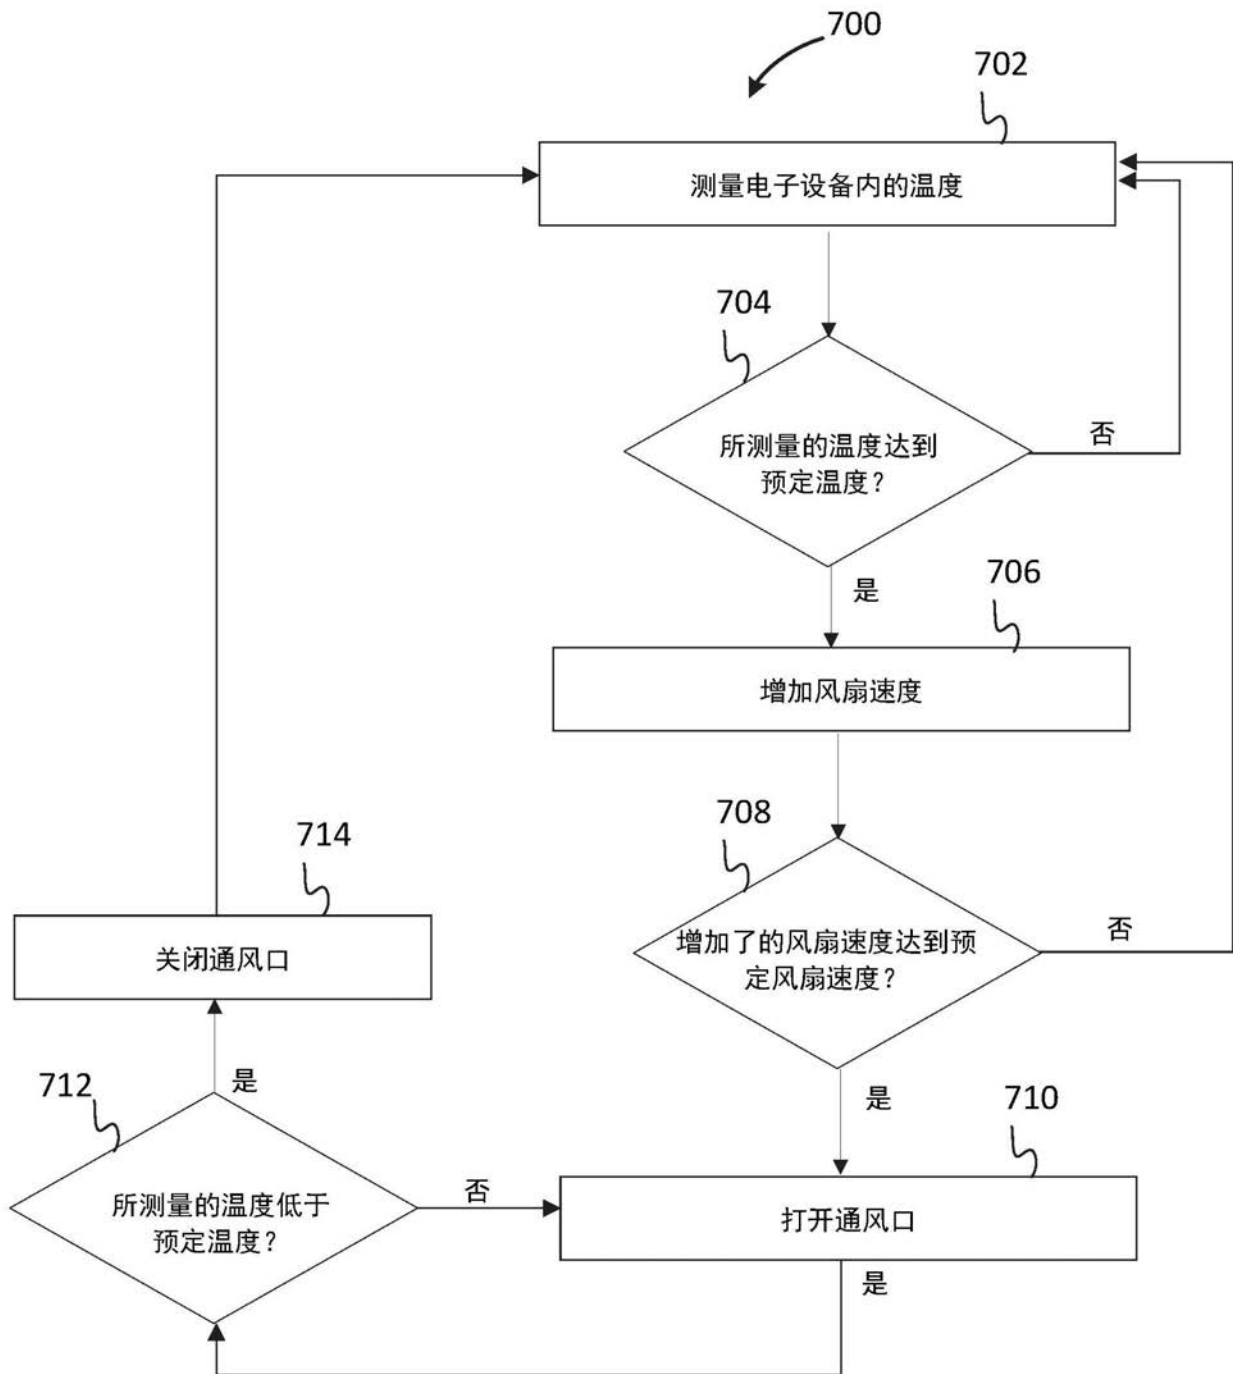 700
702
测量电子设备内的温度
704
所测量的温度达到
预定温度?
否
是
706
增加风扇速度
708
增加了的风扇速度达到预
定风扇速度?
否
是
710
打开通风口
是
712
所测量的温度低于
预定温度?
否
是
714
关闭通风口